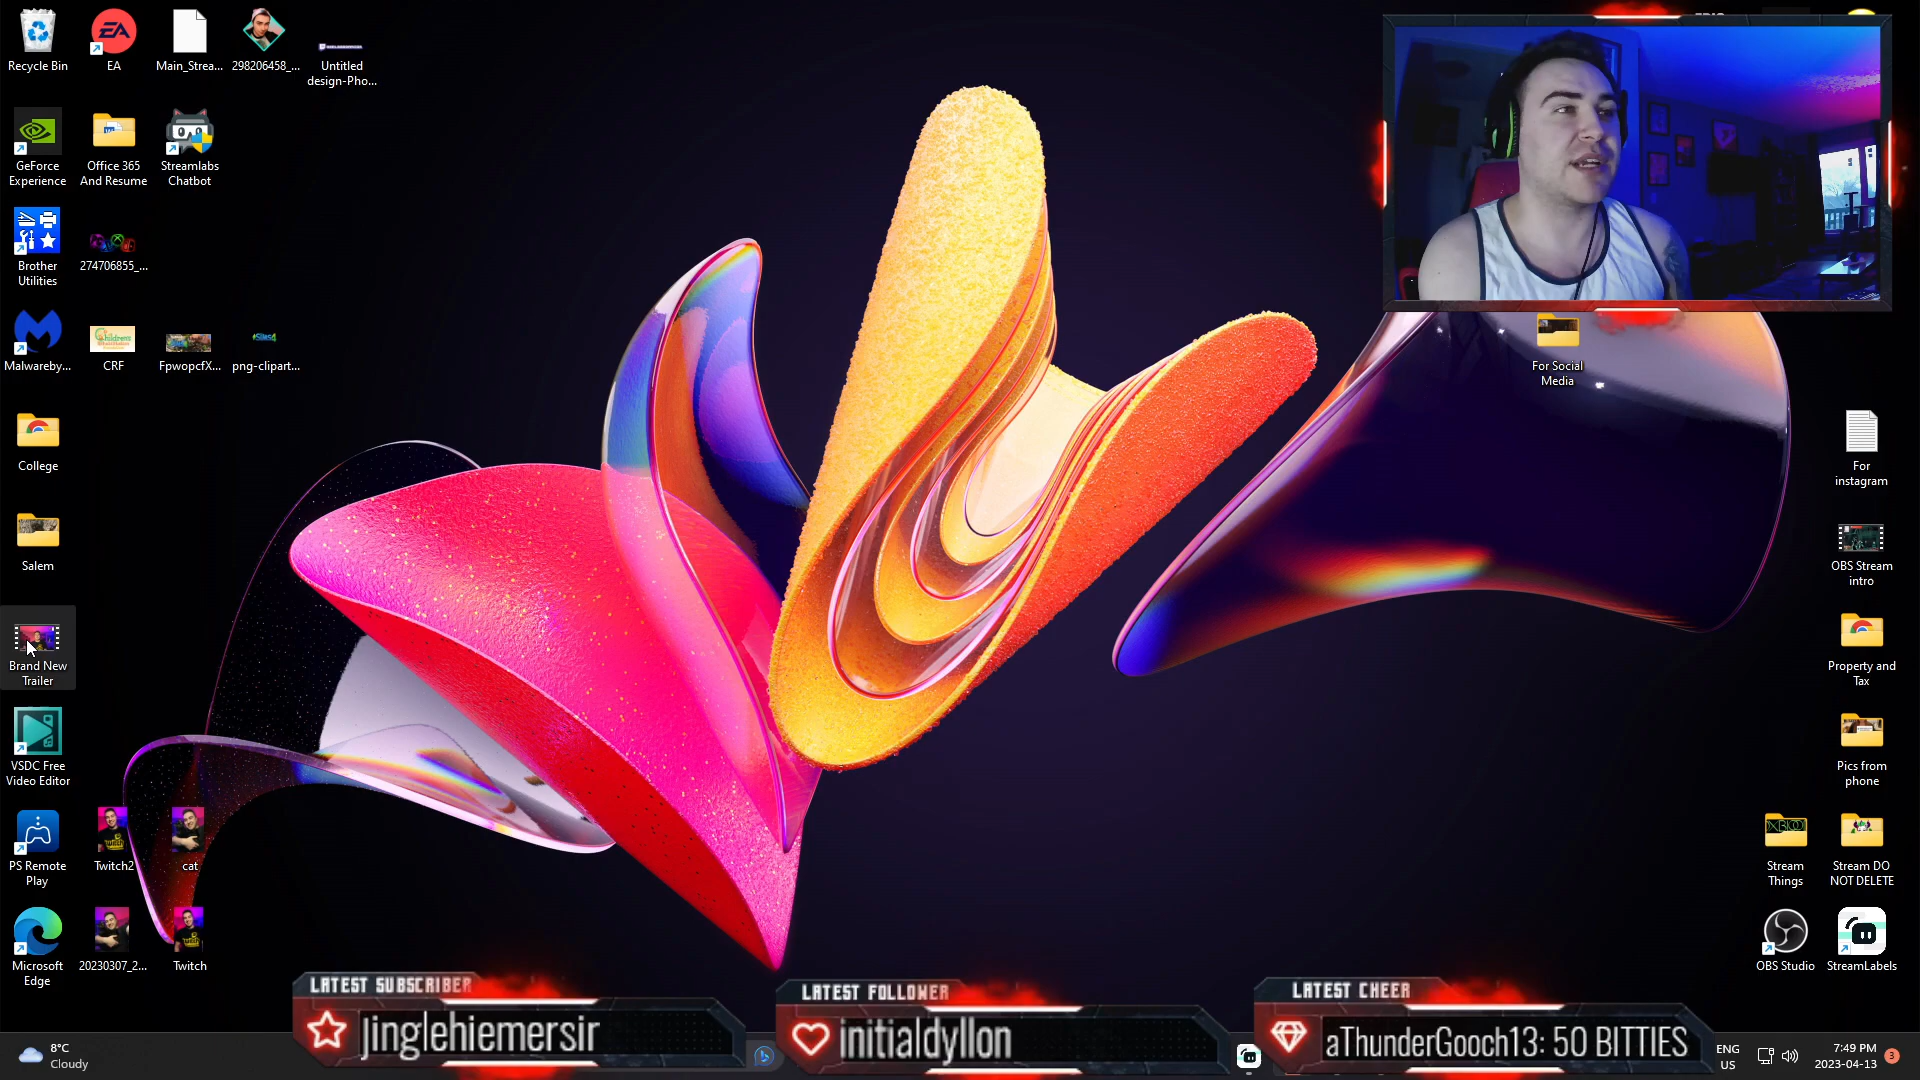 Recycle Bin
EA
Main_Strea...
298206458_...
Untitled
design-Pho...
GeForce
Experience
Office 365
And Resume
Streamlabs
Chatbot
Brother
Utilities
274706855_...
Malwareby...
CRF
FpwopcfX...
png-clipart...
College
Salem
Brand New
Trailer
VSDC Free
Video Editor
PS Remote
Play
Twitch2
cat
Microsoft
Edge
20230307_2...
Twitch
For Social
Media
For
instagram
OBS Stream
intro
Property and
Tax
Pics from
phone
Stream
Things
Stream DO
NOT DELETE
OBS Studio
StreamLabels
LATEST SUBSCRIBER
Jinglehiemersir
LATEST FOLLOWER
initialdyllon
LATEST CHEER
aThunderGooch13: 50 BITTIES
8°C
Cloudy
ENG
US
7:49 PM
2023-04-13
3